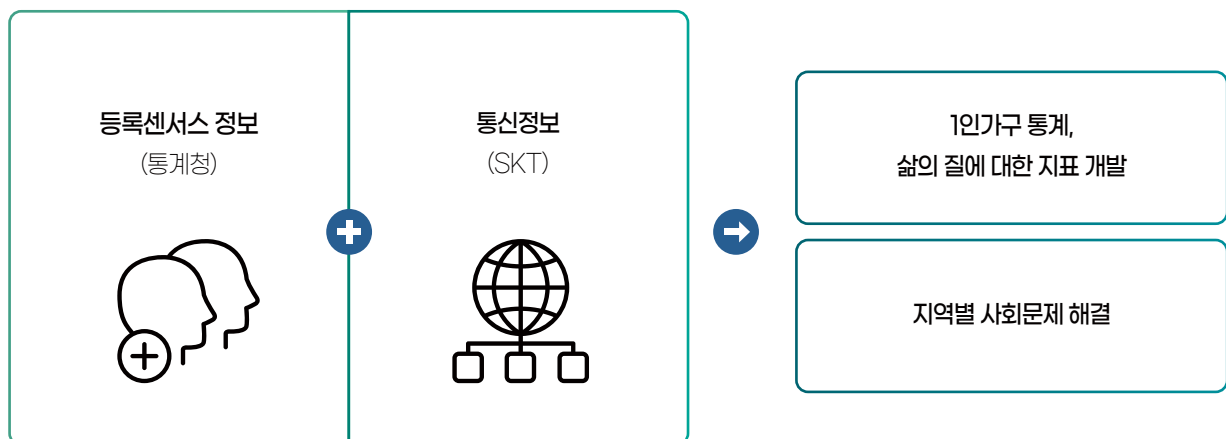 등록센서스 정보
(통계청)
통신정보
(SKT)
1인가구 통계,
삶의 질에 대한 지표 개발
지역별 사회문제 해결